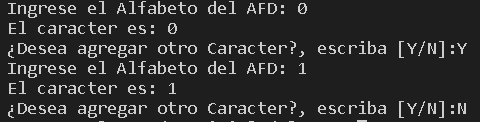 Ingrese el Alfabeto del AFD: 0
El caracter es: 0
¿Desea agregar otro Caracter?, escriba [Y/N]:Y
Ingrese el Alfabeto del AFD: 1
El caracter es: 1
¿Desea agregar otro Caracter?, escriba [Y/N]:N